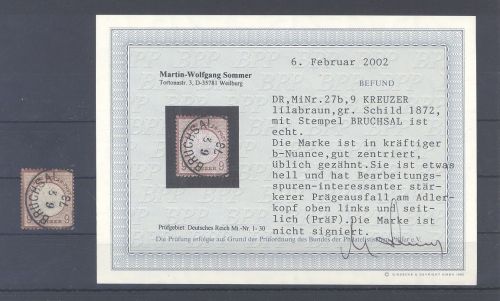 6. Februar 2002
Martin-Wolfgang Sommer
Tortonastr. 3, D-35781 Weilburg
BEFUND
DR,MiNr.27b,9 KREUZER
lilabraun,gr. Schild 1872,
mit Stempel BRUCHSAL ist
echt.
Die Marke ist in kräftiger
b-Nuance,gut zentriert,
üblich gezähnt.Sie ist etwas
hell und hat Bearbeitungs-
spuren-interessanter stär-
kerer Prägeausfall am Adler-
kopf oben links und seit-
lich (PräF).Die Marke ist
nicht signiert.
Prüfgebiet: Deutsches Reich Mi.-Nr. 1- 30
Die Prüfung erfolgte auf Grund der Prüfordnung des Bundes der Philatelistischen Prüfer e.V.
BRUCHSAL
BRUCHSAL